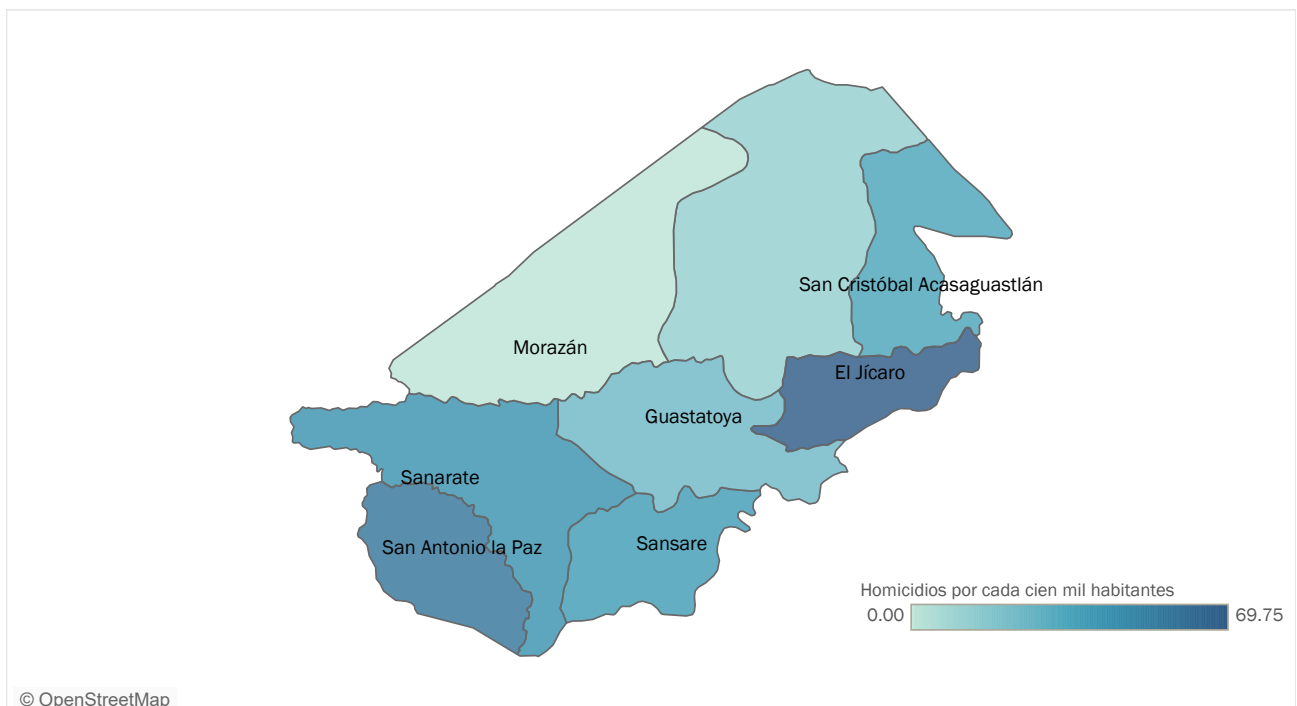 San Cristóbal Acasaguastlán
Morazán
El Jícaro
Guastatoya
Sanarate
San Antonio la Paz
Sansare
Homicidios por cada cien mil habitantes
0.00
69.75
© OpenStreetMap